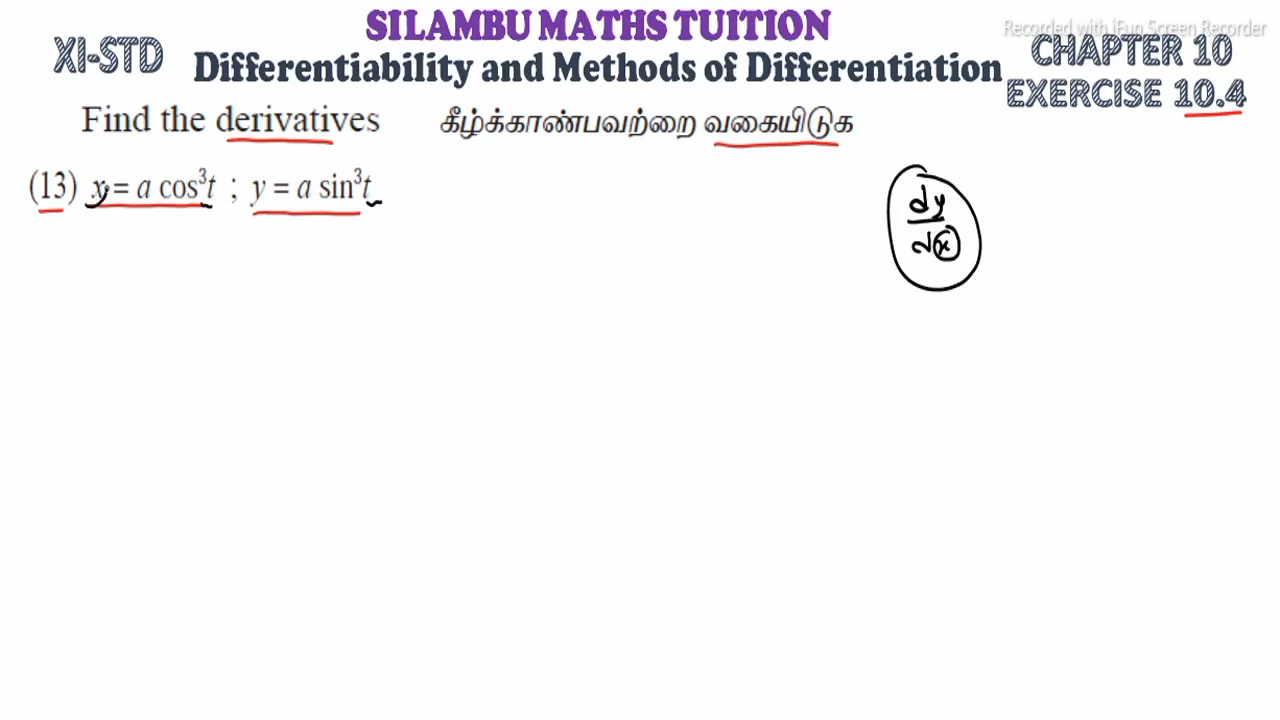 SILAMBU MATHS TUITION
Recorded with iFun Screen Recorder
XI-STD
Differentiability and Methods of Differentiation
CHAPTER 10
EXERCISE 10.4
Find the derivatives கீழ்க்காண்பவற்றை வகையிடுக
(13) x = a cos³t ; y = a sin³t
dy
dx